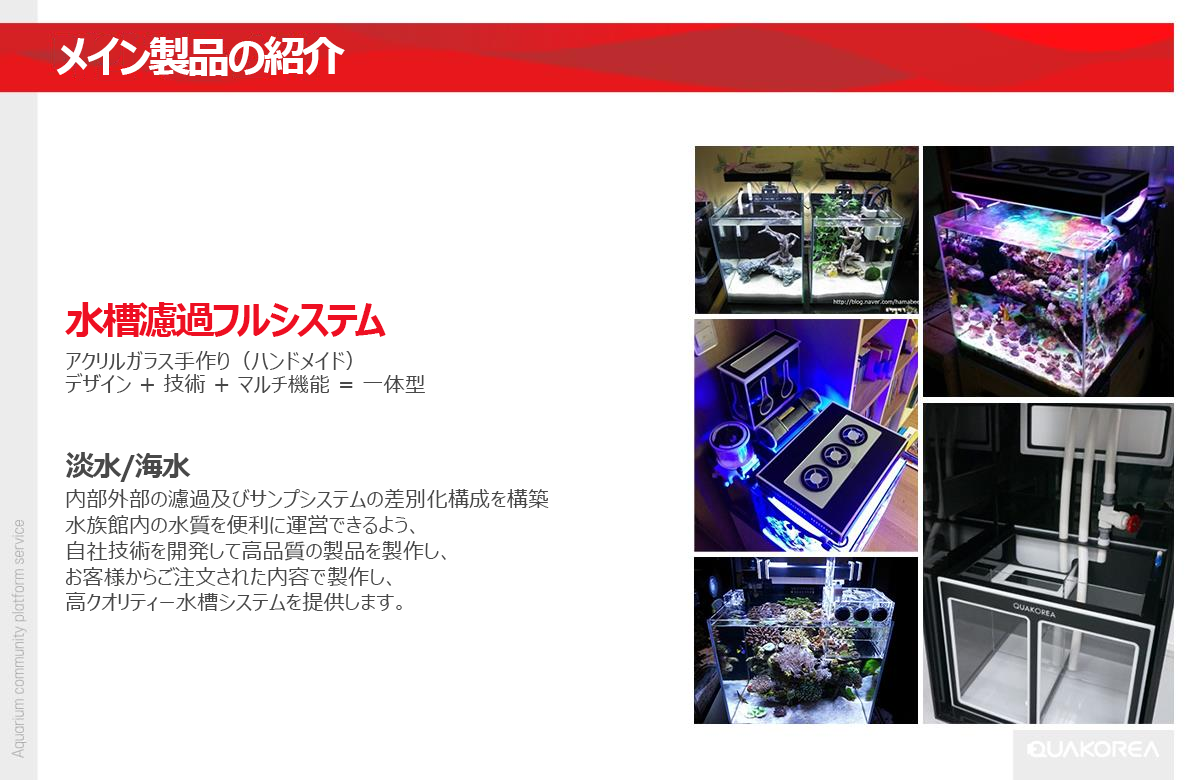 メイン製品の紹介
水槽濾過フルシステム
アクリルガラス手作り（ハンドメイド）
デザイン + 技術 + マルチ機能 = 一体型
淡水/海水
内部外部の濾過及びサンプシステムの差別化構成を構築
水族館内の水質を便利に運営できるよう、
自社技術を開発して高品質の製品を製作し、
お客様からご注文された内容で製作し、
高クオリティー水槽システムを提供します。
Aquarium community platform service
http://blog.naver.com/hamabee
QUAKOREA
QUAKOREA